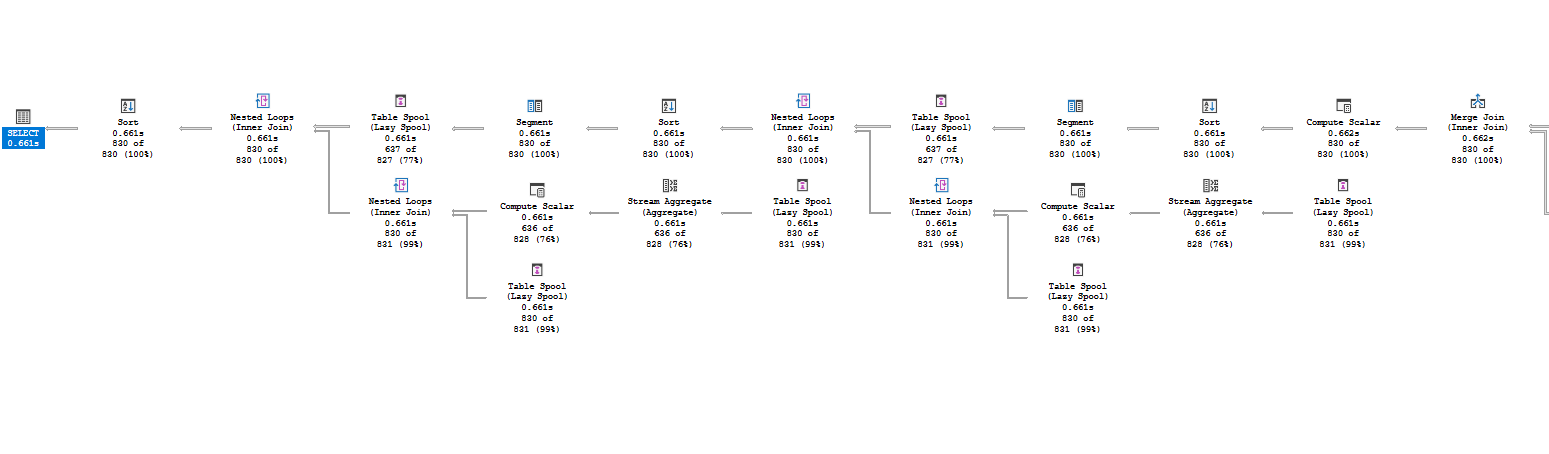 SELECT
0.661s
Sort
0.661s
830 of
830 (100%)
Nested Loops
(Inner Join)
0.661s
830 of
830 (100%)
Table Spool
(Lazy Spool)
0.661s
637 of
827 (77%)
Segment
0.661s
830 of
830 (100%)
Sort
0.661s
830 of
830 (100%)
Nested Loops
(Inner Join)
0.661s
830 of
830 (100%)
Table Spool
(Lazy Spool)
0.661s
637 of
827 (77%)
Segment
0.661s
830 of
830 (100%)
Sort
0.661s
830 of
830 (100%)
Compute Scalar
0.662s
830 of
830 (100%)
Merge Join
(Inner Join)
0.662s
830 of
830 (100%)
Nested Loops
(Inner Join)
0.661s
830 of
831 (99%)
Compute Scalar
0.661s
636 of
828 (76%)
Stream Aggregate
(Aggregate)
0.661s
636 of
828 (76%)
Table Spool
(Lazy Spool)
0.661s
830 of
831 (99%)
Nested Loops
(Inner Join)
0.661s
830 of
831 (99%)
Compute Scalar
0.661s
636 of
828 (76%)
Stream Aggregate
(Aggregate)
0.661s
636 of
828 (76%)
Table Spool
(Lazy Spool)
0.661s
830 of
831 (99%)
Table Spool
(Lazy Spool)
0.661s
830 of
831 (99%)
Table Spool
(Lazy Spool)
0.661s
830 of
831 (99%)